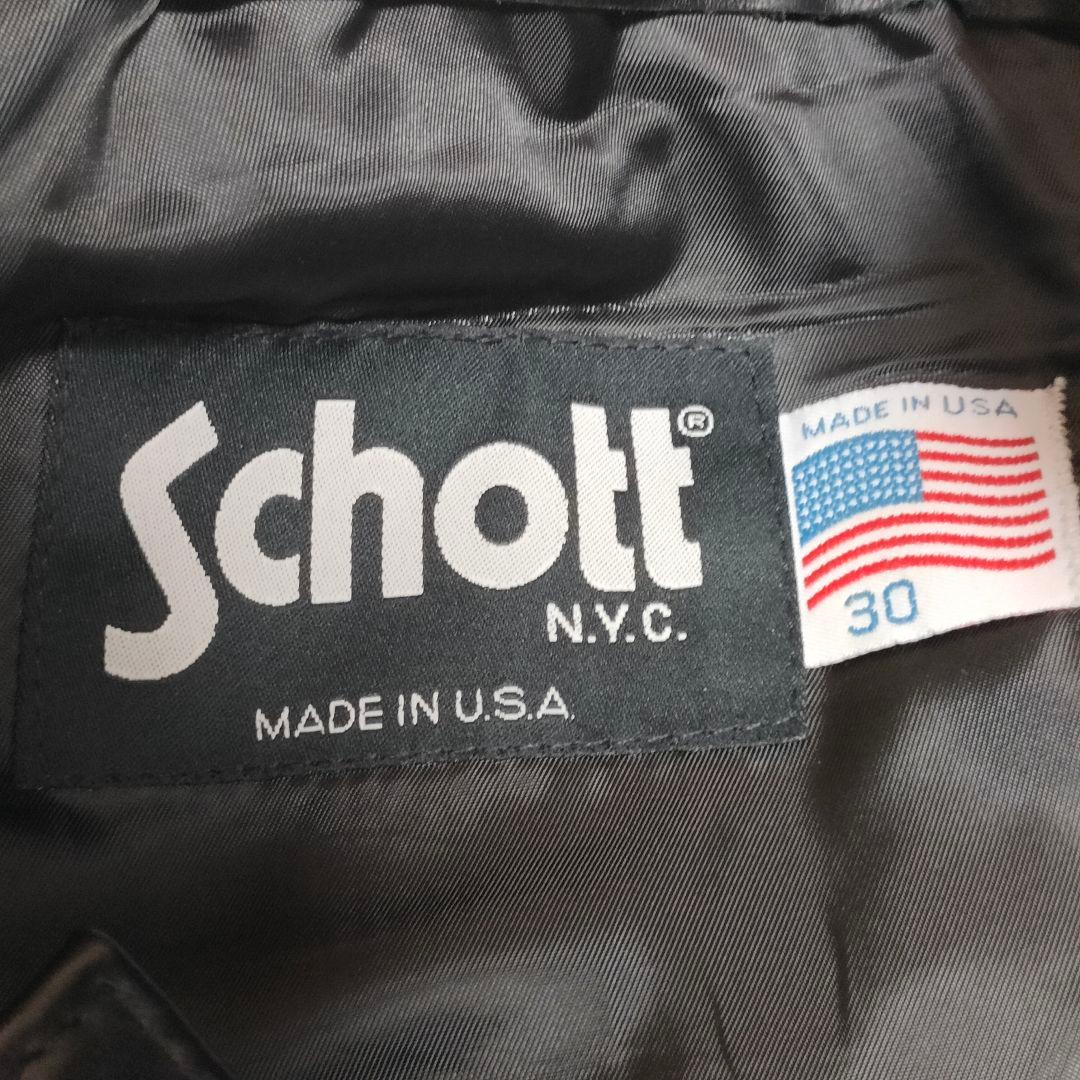 Schott®
N.Y.C.
MADE IN U.S.A.
MADE IN USA
30